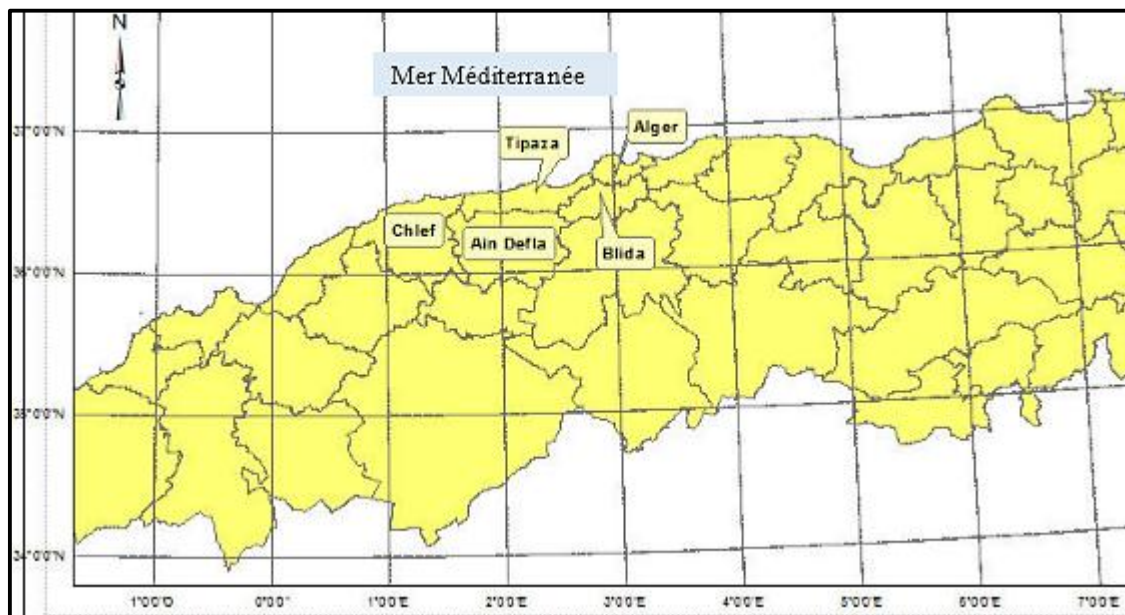 N
S
Mer Méditerranée
37°00'N
Alger
Tipaza
Chlef
Ain Defla
Blida
36°00'N
35°00'N
34°00'N
1°00'O 0°00' 1°00'E 2°00'E 3°00'E 4°00'E 5°00'E 6°00'E 7°00'E